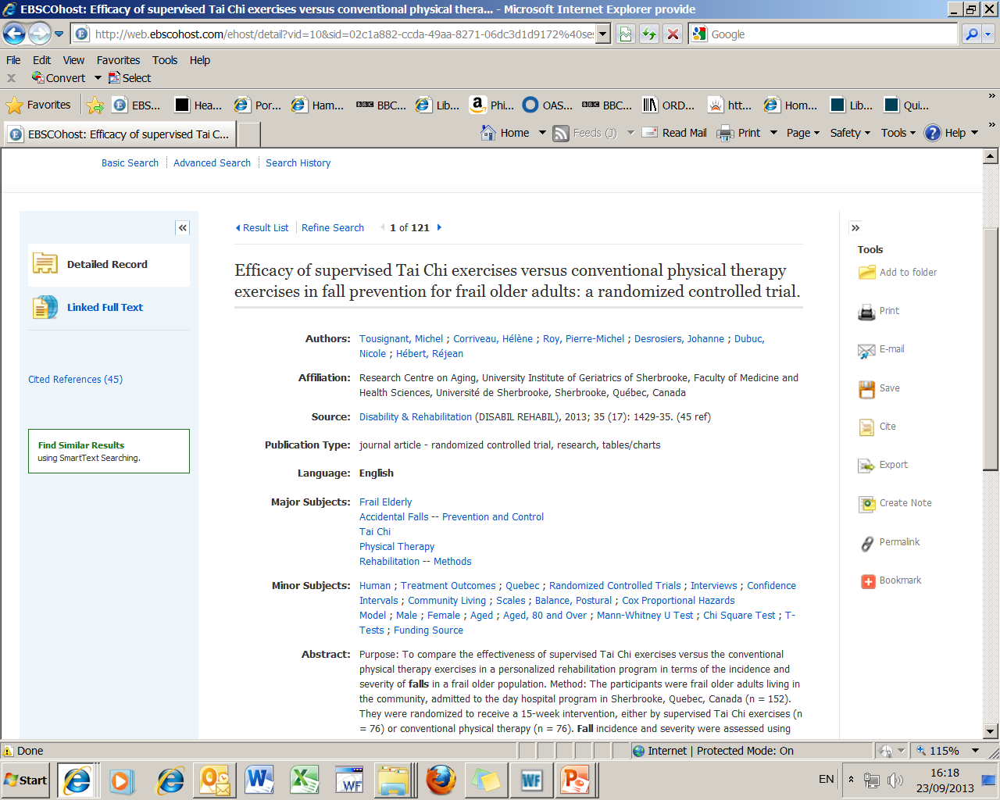 EBSCOhost: Efficacy of supervised Tai Chi exercises versus conventional physical thera... - Microsoft Internet Explorer provide
http://web.ebscohost.com/ehost/detail?vid=10&sid=02c1a882-ccda-49aa-8271-06dc3d1d9172%40ses
Google
File Edit View Favorites Tools Help
x Convert Select
Favorites EBS... Hea... Por... Ham... BBC BBC... Lib... Phi... OAS... BBC BBC... ORD... htt... Hom... Lib... Qui... »
EBSCOhost: Efficacy of supervised Tai C... Home Feeds (J) Read Mail Print Page Safety Tools Help »
Basic Search Advanced Search Search History
«
Detailed Record
Linked Full Text
Cited References (45)
Find Similar Results
using SmartText Searching.
Result List Refine Search 1 of 121
Efficacy of supervised Tai Chi exercises versus conventional physical therapy
exercises in fall prevention for frail older adults: a randomized controlled trial.
Authors: Tousignant, Michel ; Corriveau, Hélène ; Roy, Pierre-Michel ; Desrosiers, Johanne ; Dubuc,
Nicole ; Hébert, Réjean
Affiliation: Research Centre on Aging, University Institute of Geriatrics of Sherbrooke, Faculty of Medicine and
Health Sciences, Université de Sherbrooke, Sherbrooke, Québec, Canada
Source: Disability & Rehabilitation (DISABIL REHABIL), 2013; 35 (17): 1429-35. (45 ref)
Publication Type: journal article - randomized controlled trial, research, tables/charts
Language: English
Major Subjects: Frail Elderly
Accidental Falls -- Prevention and Control
Tai Chi
Physical Therapy
Rehabilitation -- Methods
Minor Subjects: Human ; Treatment Outcomes ; Quebec ; Randomized Controlled Trials ; Interviews ; Confidence
Intervals ; Community Living ; Scales ; Balance, Postural ; Cox Proportional Hazards
Model ; Male ; Female ; Aged ; Aged, 80 and Over ; Mann-Whitney U Test ; Chi Square Test ; T-
Tests ; Funding Source
Abstract: Purpose: To compare the effectiveness of supervised Tai Chi exercises versus the conventional
physical therapy exercises in a personalized rehabilitation program in terms of the incidence and
severity of falls in a frail older population. Method: The participants were frail older adults living in
the community, admitted to the day hospital program in Sherbrooke, Quebec, Canada (n = 152).
They were randomized to receive a 15-week intervention, either by supervised Tai Chi exercises (n
= 76) or conventional physical therapy (n = 76). Fall incidence and severity were assessed using
»
Tools
Add to folder
Print
E-mail
Save
Cite
Export
Create Note
Permalink
Bookmark
Done Internet | Protected Mode: On 115%
Start WF WF EN 16:18
23/09/2013